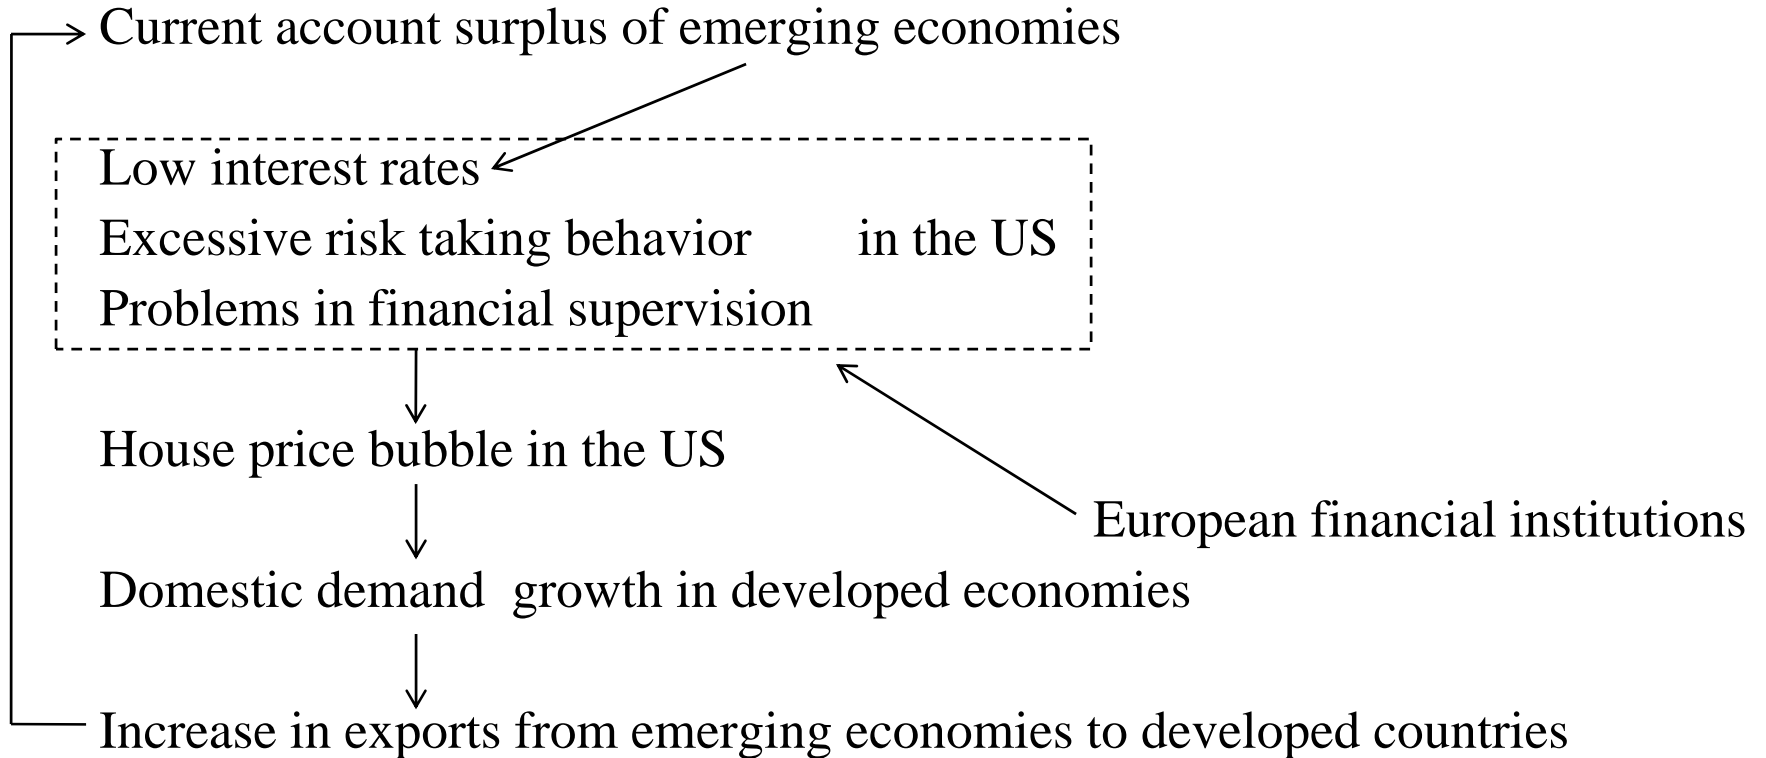 Current account surplus of emerging economies
Low interest rates
Excessive risk taking behavior in the US
Problems in financial supervision
House price bubble in the US
European financial institutions
Domestic demand growth in developed economies
Increase in exports from emerging economies to developed countries